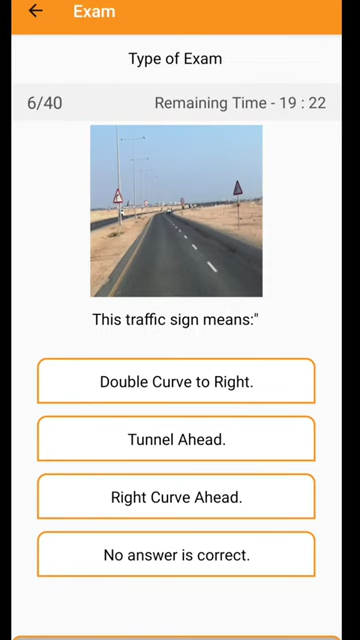 Exam
Type of Exam
6/40
Remaining Time - 19 : 22
This traffic sign means:"
Double Curve to Right.
Tunnel Ahead.
Right Curve Ahead.
No answer is correct.